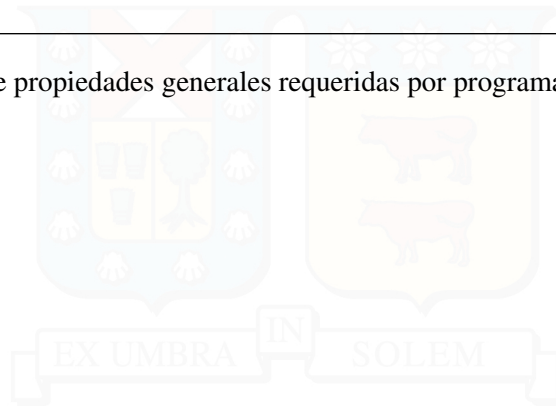 e propiedades generales requeridas por programa
EX UMBRA IN SOLEM